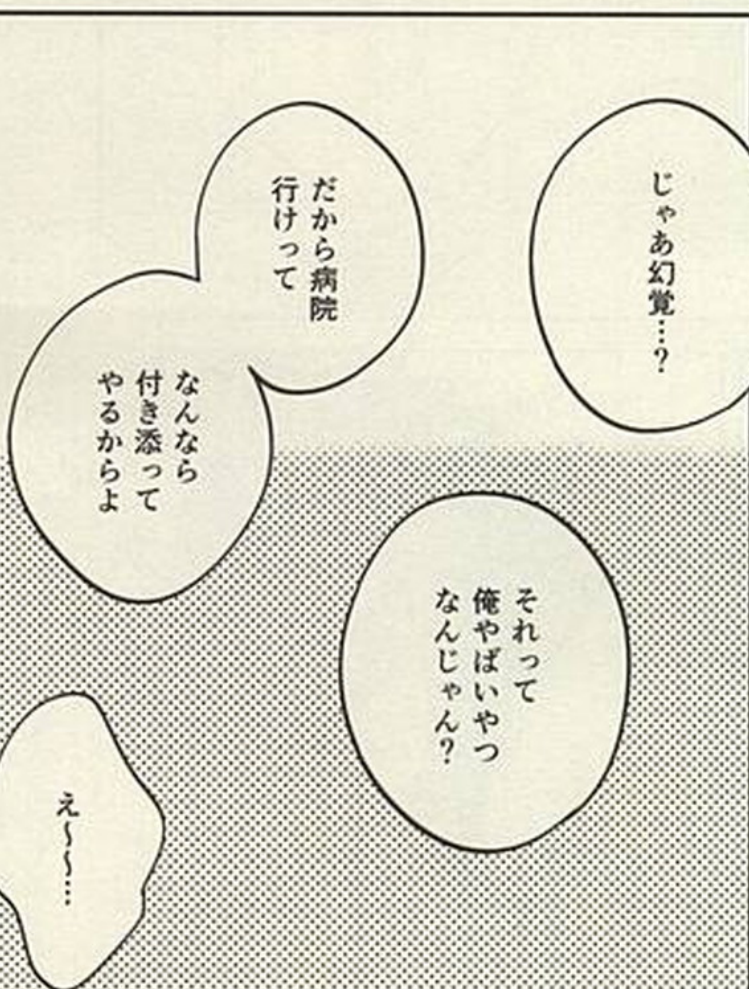 じゃあ幻覚…？
だから病院
行けって
なんなら
付き添って
やるからよ
それって
俺やばいやつ
なんじゃん？
え〜〜…